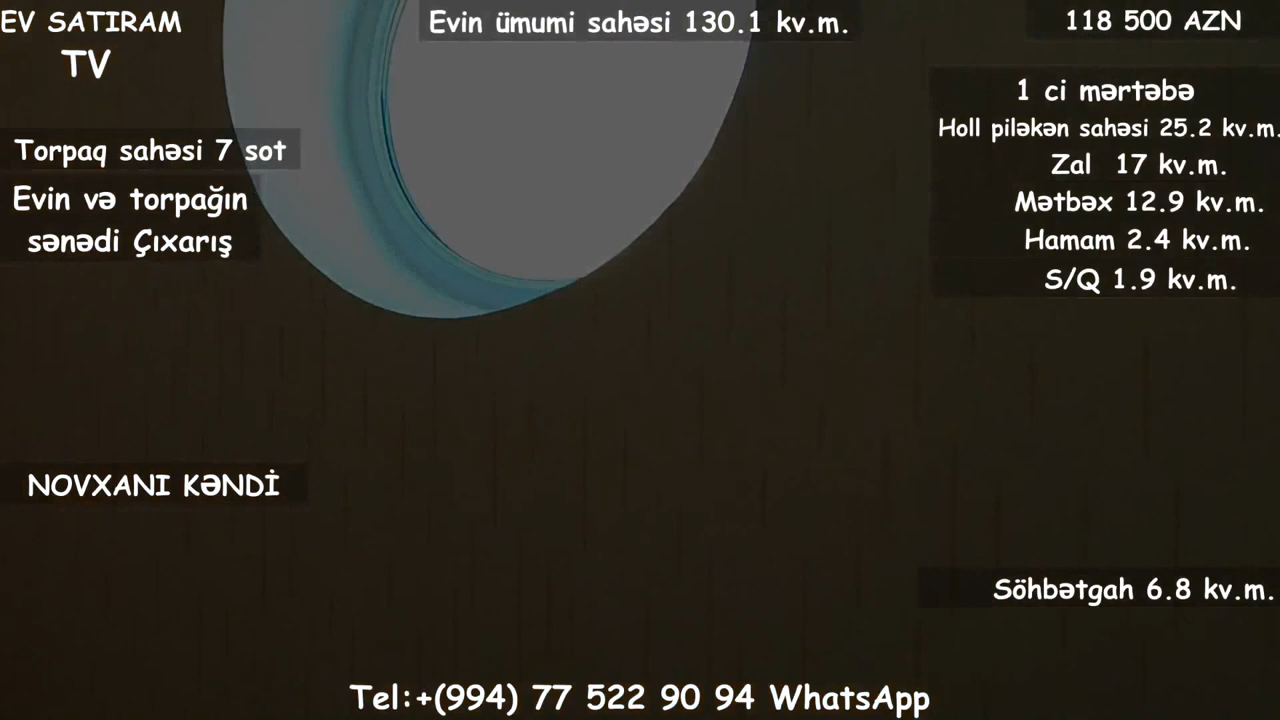 EV SATIRAM
TV
Evin ümumi sahəsi 130.1 kv.m.
118 500 AZN
Torpaq sahəsi 7 sot
Evin və torpağın
sənədi Çıxarış
1 ci mərtəbə
Holl piləkən sahəsi 25.2 kv.m.
Zal 17 kv.m.
Mətbəx 12.9 kv.m.
Hamam 2.4 kv.m.
S/Q 1.9 kv.m.
NOVXANI KƏNDİ
Söhbətgah 6.8 kv.m.
Tel:+(994) 77 522 90 94 WhatsApp